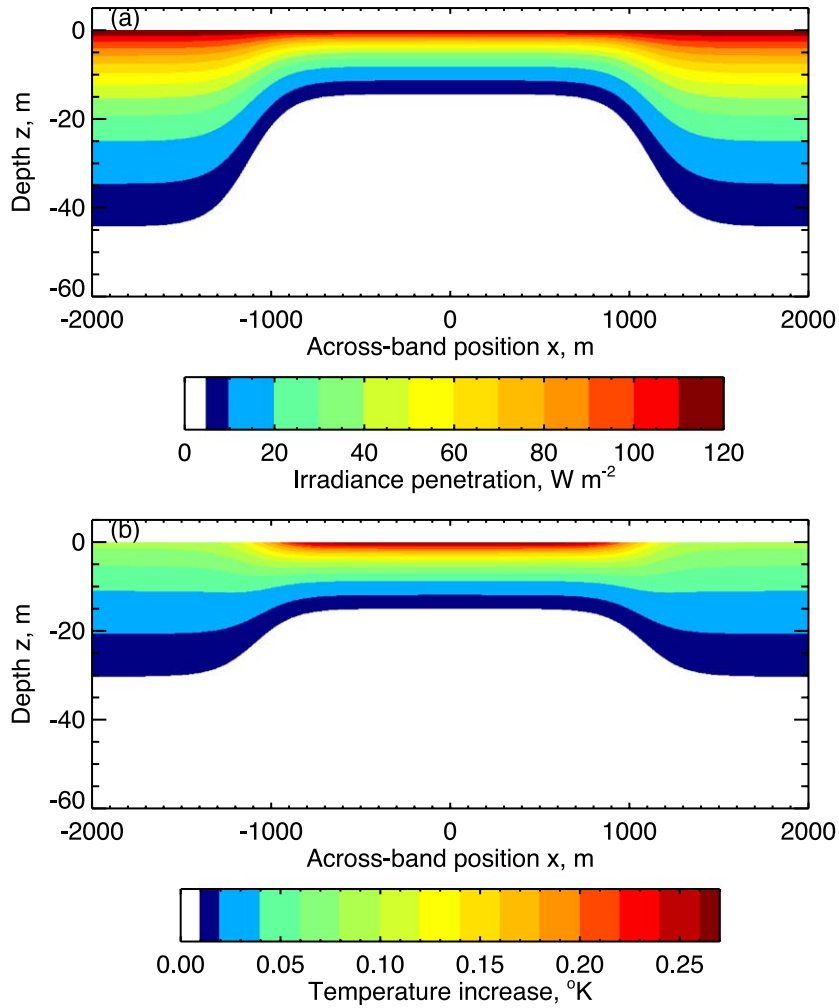 (a)
0
-20
-40
-60
Depth z, m
-2000 -1000 0 1000 2000
Across-band position x, m
0 20 40 60 80 100 120
Irradiance penetration, W m⁻²
(b)
0
-20
-40
-60
Depth z, m
-2000 -1000 0 1000 2000
Across-band position x, m
0.00 0.05 0.10 0.15 0.20 0.25
Temperature increase, °K